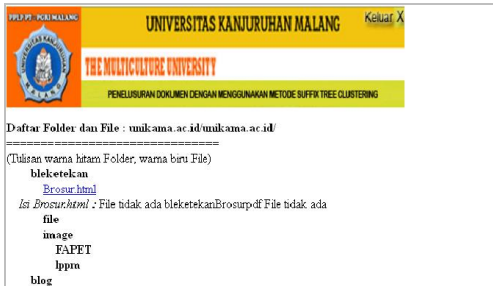 PPLP.PT. PGRI MALANG
UNIVERSITAS KANJURUHAN MALANG
Keluar X
THE MULTICULTURE UNIVERSITY
PENELUSURAN DOKUMEN DENGAN MENGGUNAKAN METODE SUFFIX TREE CLUSTERING
Daftar Folder dan File : unikama.ac.id/unikama.ac.id/
================================
(Tulisan warna hitam Folder, warna biru File)
bleketekan
Brosur.html
Isi Brosur.html : File tidak ada bleketekanBrosurpdf File tidak ada
file
image
FAPET
lppm
blog